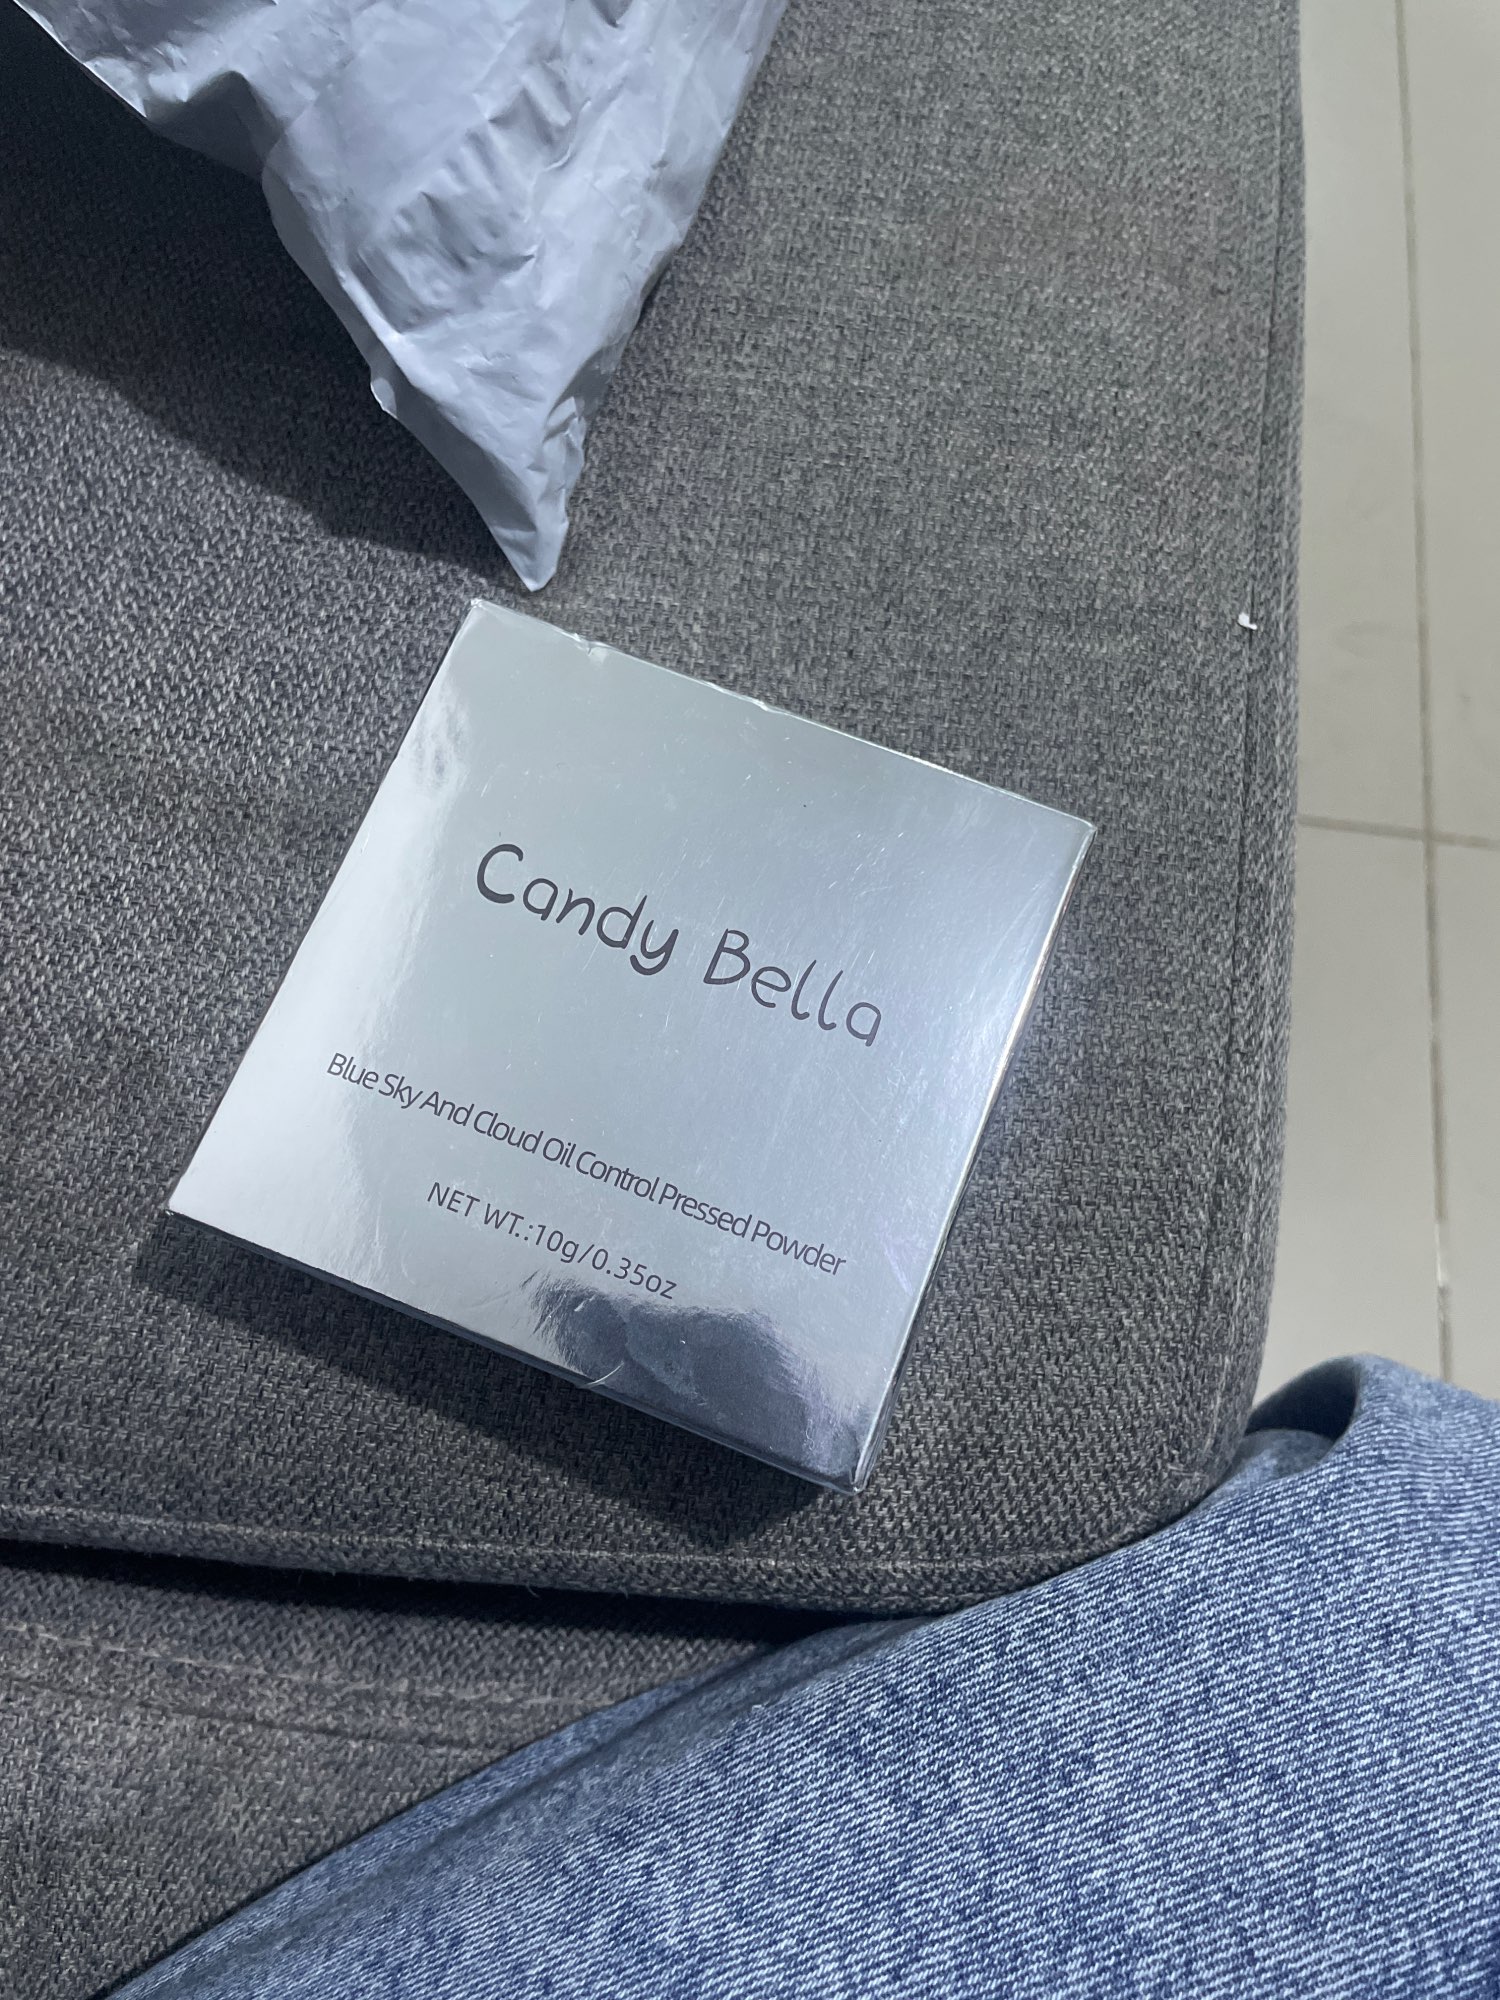 Candy Bella
Blue Sky And Cloud Oil Control Pressed Powder
NET WT.:10g/0.35oz